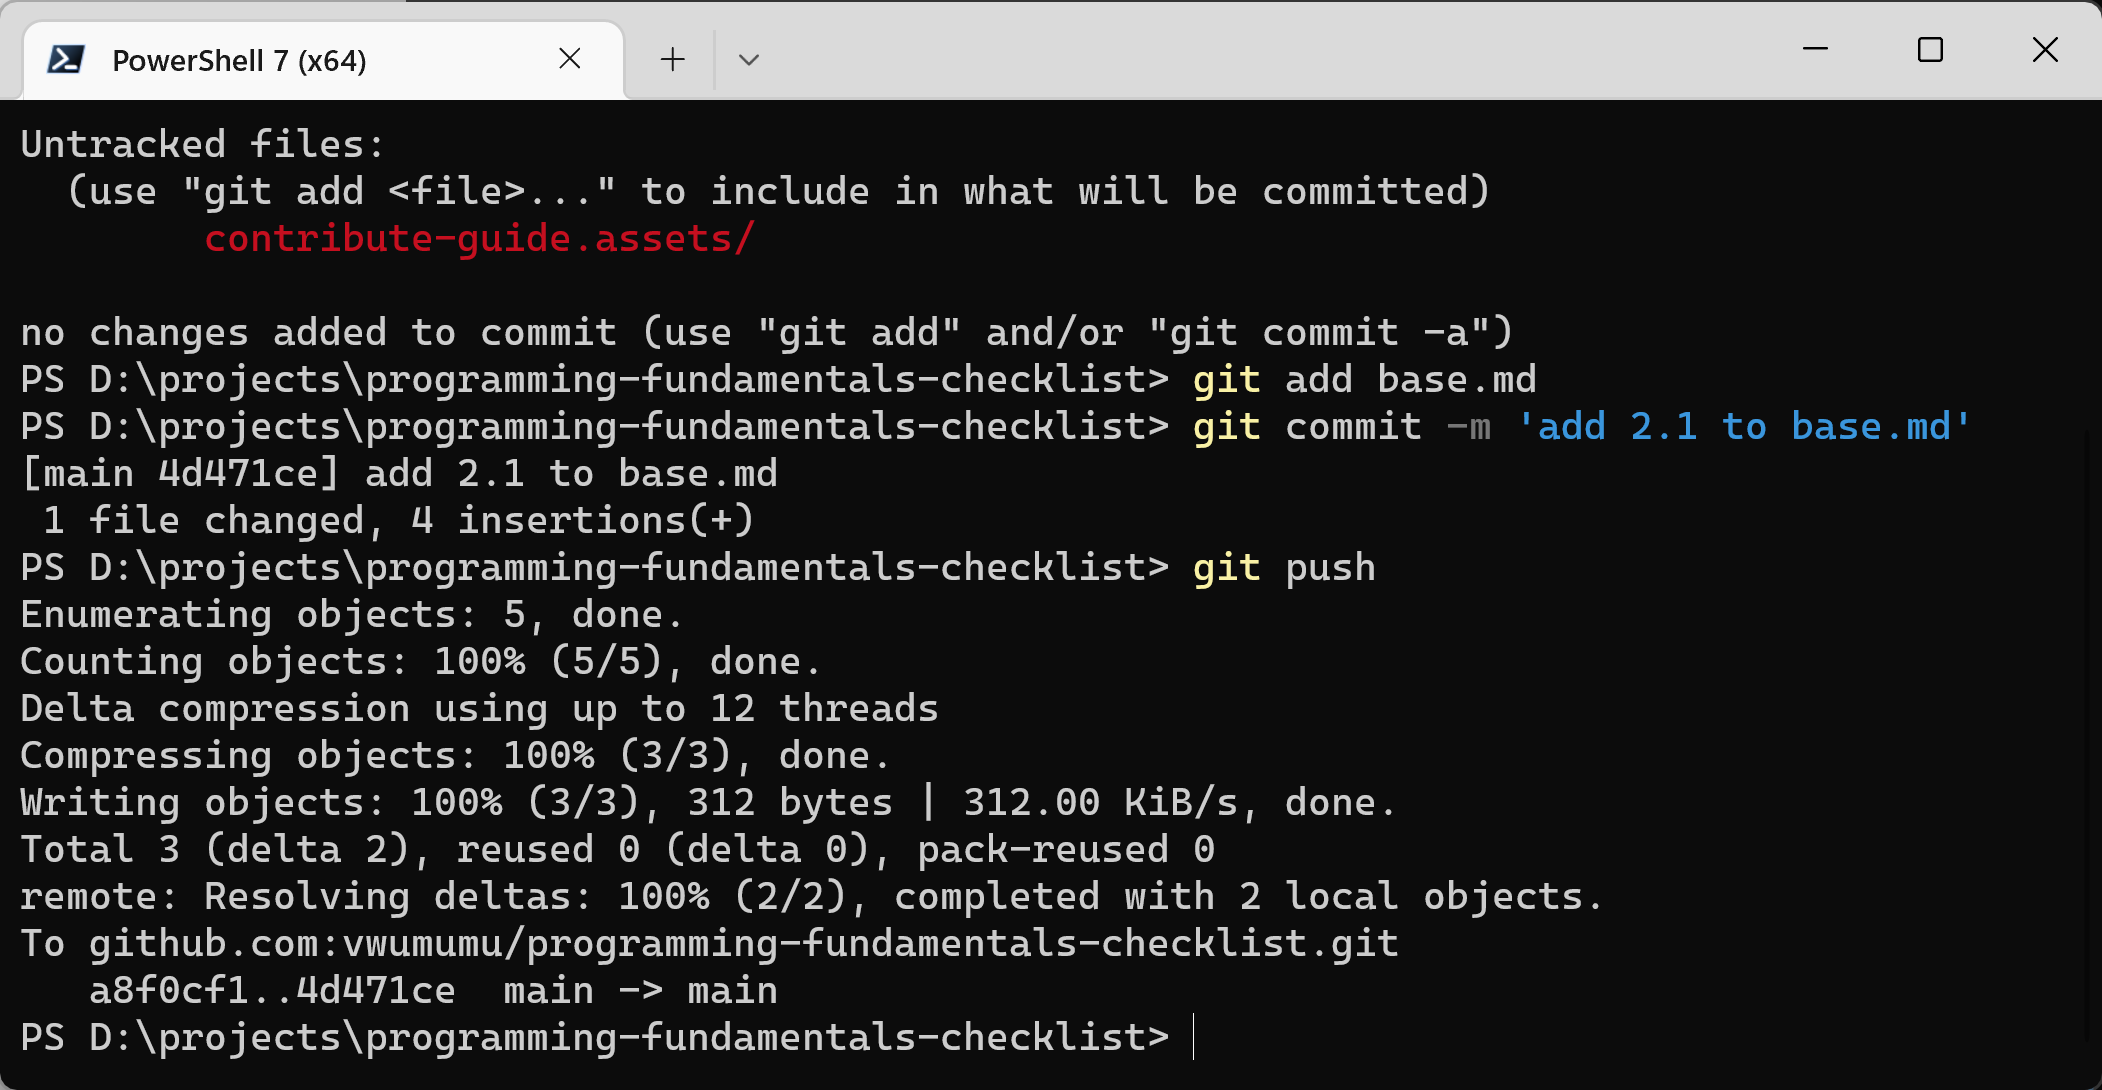 PowerShell 7 (x64)
Untracked files:
  (use "git add <file>..." to include in what will be committed)
        contribute-guide.assets/

no changes added to commit (use "git add" and/or "git commit -a")
PS D:\projects\programming-fundamentals-checklist> git add base.md
PS D:\projects\programming-fundamentals-checklist> git commit -m 'add 2.1 to base.md'
[main 4d471ce] add 2.1 to base.md
 1 file changed, 4 insertions(+)
PS D:\projects\programming-fundamentals-checklist> git push
Enumerating objects: 5, done.
Counting objects: 100% (5/5), done.
Delta compression using up to 12 threads
Compressing objects: 100% (3/3), done.
Writing objects: 100% (3/3), 312 bytes | 312.00 KiB/s, done.
Total 3 (delta 2), reused 0 (delta 0), pack-reused 0
remote: Resolving deltas: 100% (2/2), completed with 2 local objects.
To github.com:vwumumu/programming-fundamentals-checklist.git
   a8f0cf1..4d471ce  main -> main
PS D:\projects\programming-fundamentals-checklist>